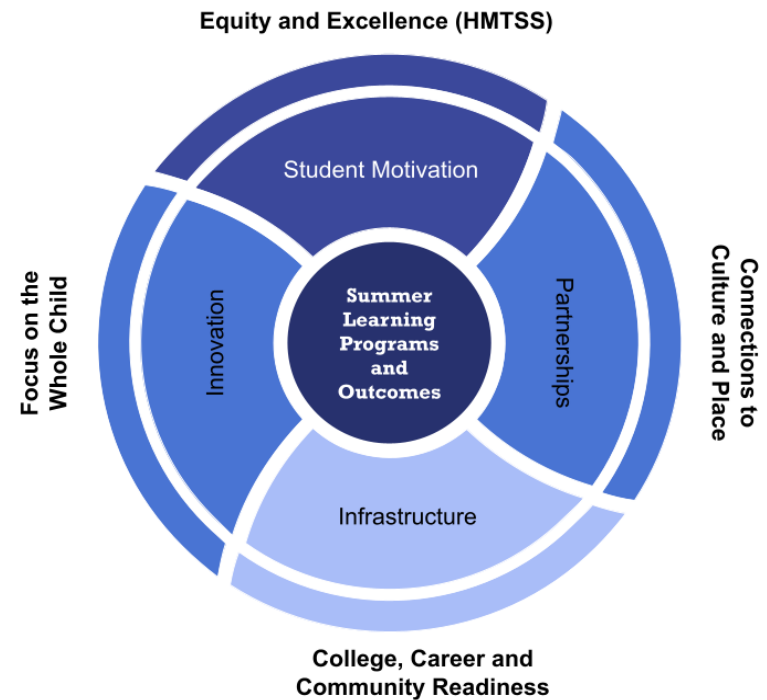 Equity and Excellence (HMTSS)
Student Motivation
Focus on the
Whole Child
Innovation
Summer
Learning
Programs
and
Outcomes
Partnerships
Connections to
Culture and Place
Infrastructure
College, Career and
Community Readiness